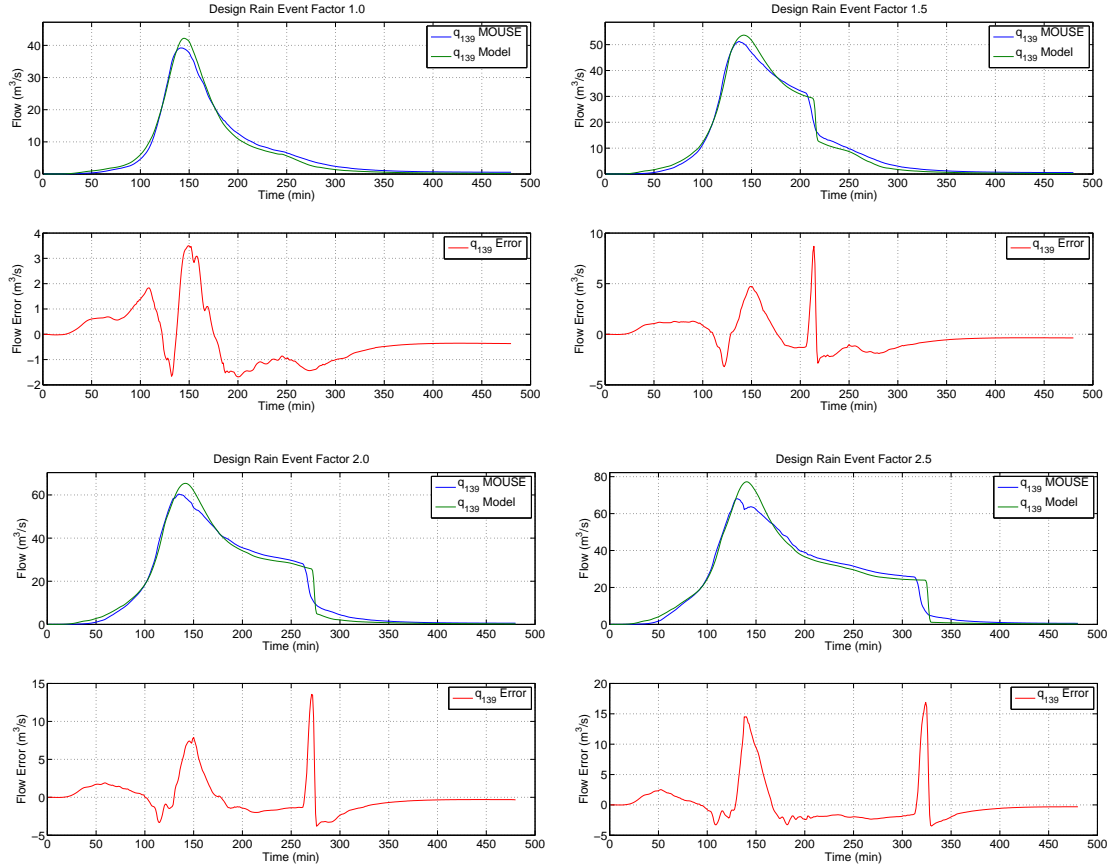 Design Rain Event Factor 1.0
q139 MOUSE
q139 Model
Flow (m3/s)
40
30
20
10
0
0 50 100 150 200 250 300 350 400 450 500
Time (min)
q139 Error
Flow Error (m3/s)
4
3
2
1
0
−1
−2
0 50 100 150 200 250 300 350 400 450 500
Time (min)
Design Rain Event Factor 1.5
q139 MOUSE
q139 Model
Flow (m3/s)
50
40
30
20
10
0
0 50 100 150 200 250 300 350 400 450 500
Time (min)
q139 Error
Flow Error (m3/s)
10
5
0
−5
0 50 100 150 200 250 300 350 400 450 500
Time (min)
Design Rain Event Factor 2.0
q139 MOUSE
q139 Model
Flow (m3/s)
60
40
20
0
0 50 100 150 200 250 300 350 400 450 500
Time (min)
q139 Error
Flow Error (m3/s)
15
10
5
0
−5
0 50 100 150 200 250 300 350 400 450 500
Time (min)
Design Rain Event Factor 2.5
q139 MOUSE
q139 Model
Flow (m3/s)
80
60
40
20
0
0 50 100 150 200 250 300 350 400 450 500
Time (min)
q139 Error
Flow Error (m3/s)
20
15
10
5
0
−5
0 50 100 150 200 250 300 350 400 450 500
Time (min)